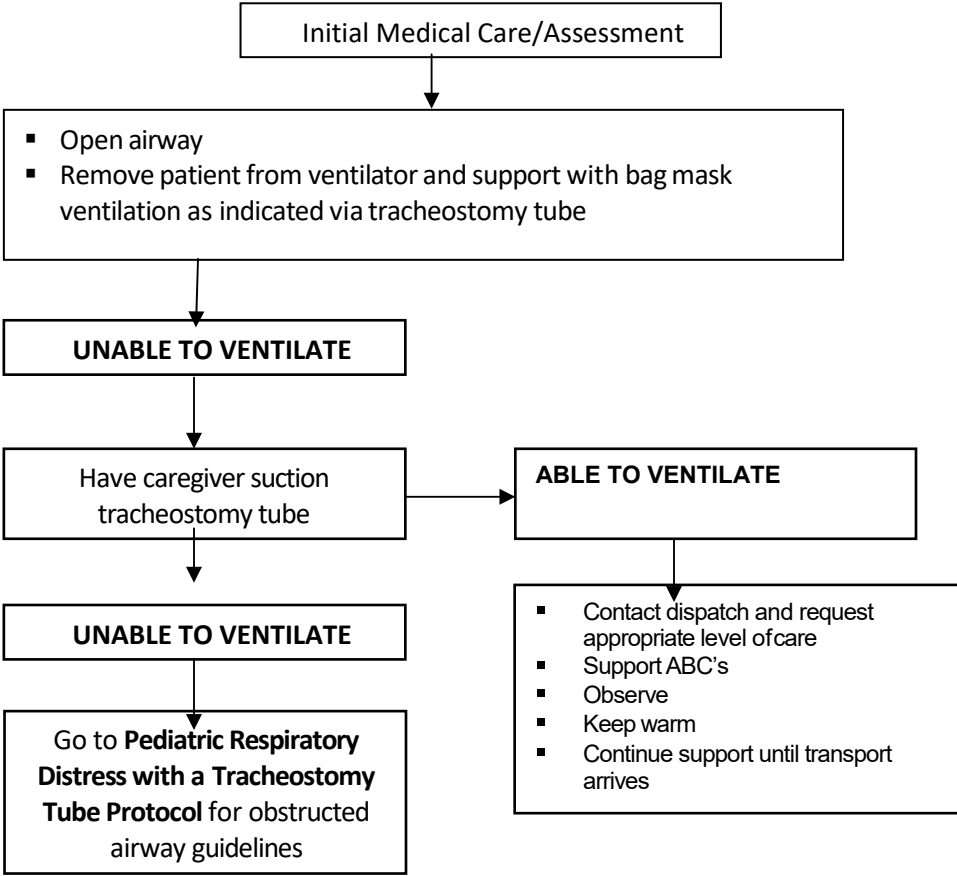 Initial Medical Care/Assessment
▪ Open airway
▪ Remove patient from ventilator and support with bag mask
ventilation as indicated via tracheostomy tube
UNABLE TO VENTILATE
Have caregiver suction
tracheostomy tube
ABLE TO VENTILATE
▪ Contact dispatch and request
appropriate level of care
▪ Support ABC's
▪ Observe
▪ Keep warm
▪ Continue support until transport
arrives
UNABLE TO VENTILATE
Go to Pediatric Respiratory
Distress with a Tracheostomy
Tube Protocol for obstructed
airway guidelines